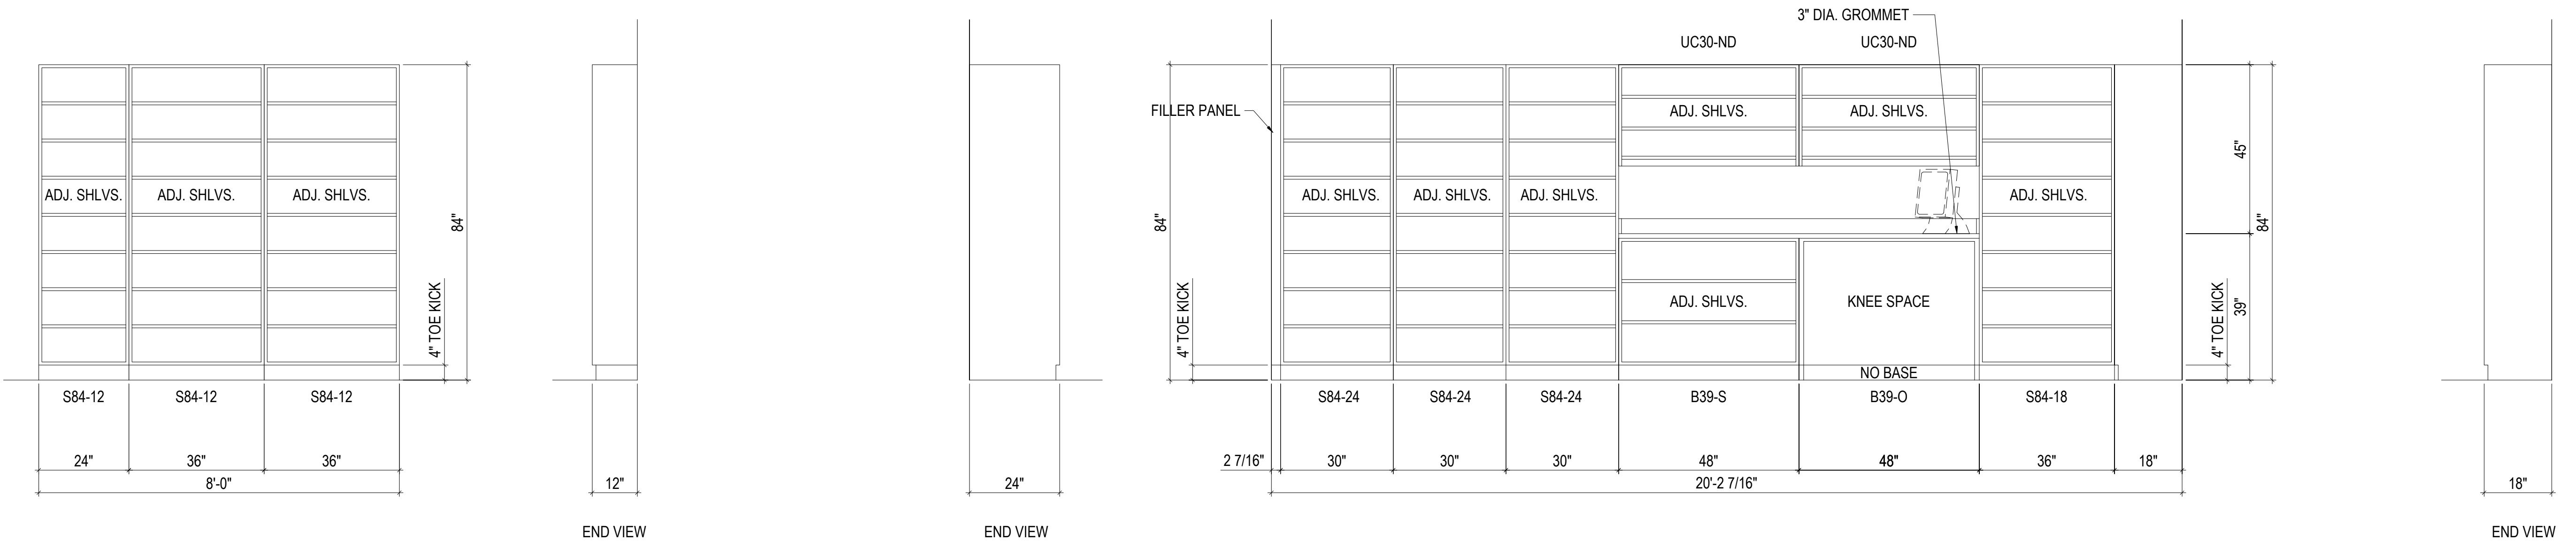 3" DIA. GROMMET
UC30-ND
UC30-ND
FILLER PANEL
ADJ. SHLVS.
ADJ. SHLVS.
ADJ. SHLVS.
ADJ. SHLVS.
ADJ. SHLVS.
84"
4" TOE KICK
84"
4" TOE KICK
ADJ. SHLVS.
ADJ. SHLVS.
ADJ. SHLVS.
ADJ. SHLVS.
ADJ. SHLVS.
KNEE SPACE
NO BASE
45"
39"
84"
4" TOE KICK
S84-12
S84-12
S84-12
S84-24
S84-24
S84-24
B39-S
B39-O
S84-18
24"
36"
36"
8'-0"
12"
24"
2 7/16"
30"
30"
30"
48"
48"
36"
18"
20'-2 7/16"
18"
END VIEW
END VIEW
END VIEW